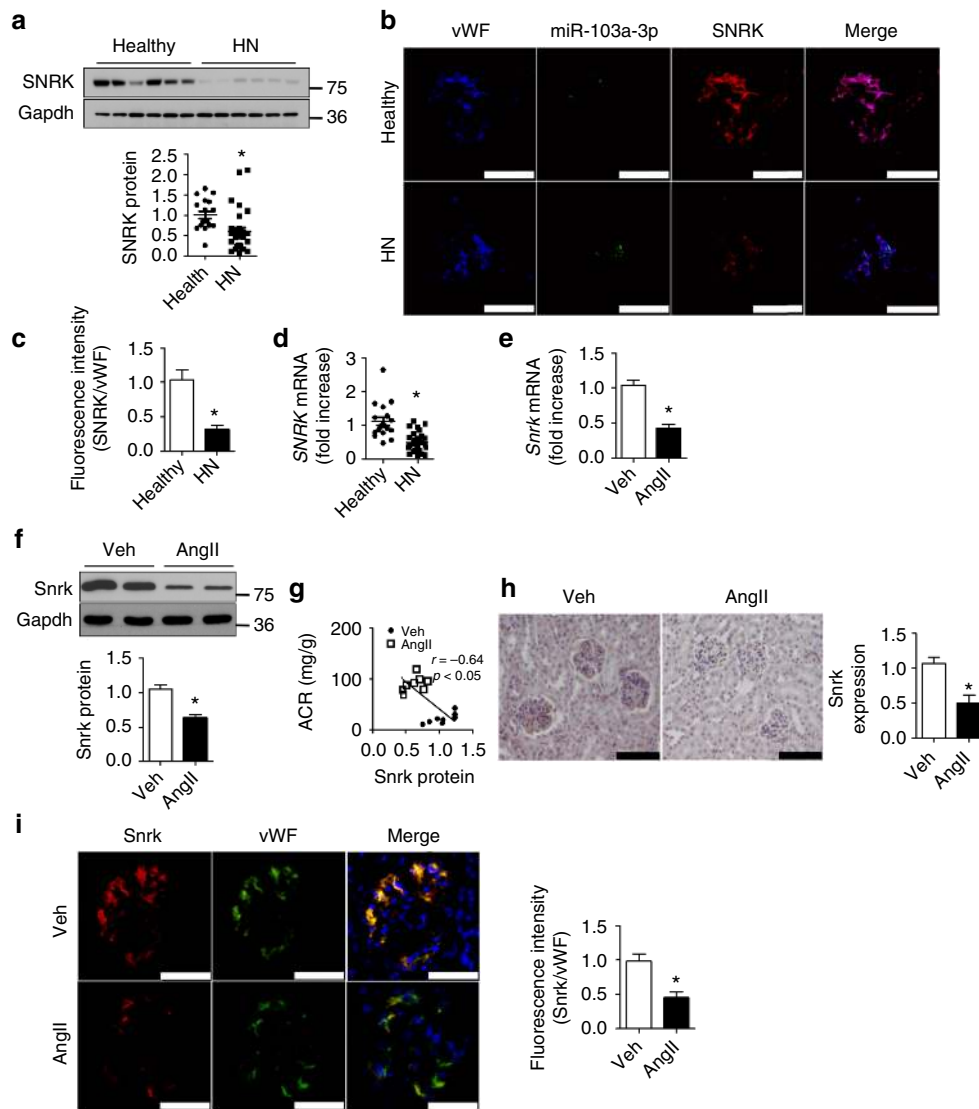 a
Healthy HN
SNRK
75
Gapdh
36
SNRK protein
2.5
2.0
1.5
1.0
0.5
0.0
*
Health HN
b
vWF miR-103a-3p SNRK Merge
Healthy
HN
c
Fluorescence intensity
(SNRK/vWF)
1.5
1.0
0.5
0.0
*
Healthy HN
d
SNRK mRNA
(fold increase)
4
3
2
1
0
*
Healthy HN
e
Snrk mRNA
(fold increase)
1.5
1.0
0.5
0.0
*
Veh AngII
f
Veh AngII
Snrk
75
Gapdh
36
Snrk protein
1.5
1.0
0.5
0.0
*
Veh AngII
g
ACR (mg/g)
200
100
0
Veh
AngII
r = −0.64
p < 0.05
0.0 0.5 1.0 1.5
Snrk protein
h
Veh AngII
Snrk
expression
1.5
1.0
0.5
0.0
*
Veh AngII
i
Snrk vWF Merge
Veh
AngII
Fluorescence intensity
(Snrk/vWF)
1.5
1.0
0.5
0.0
*
Veh AngII